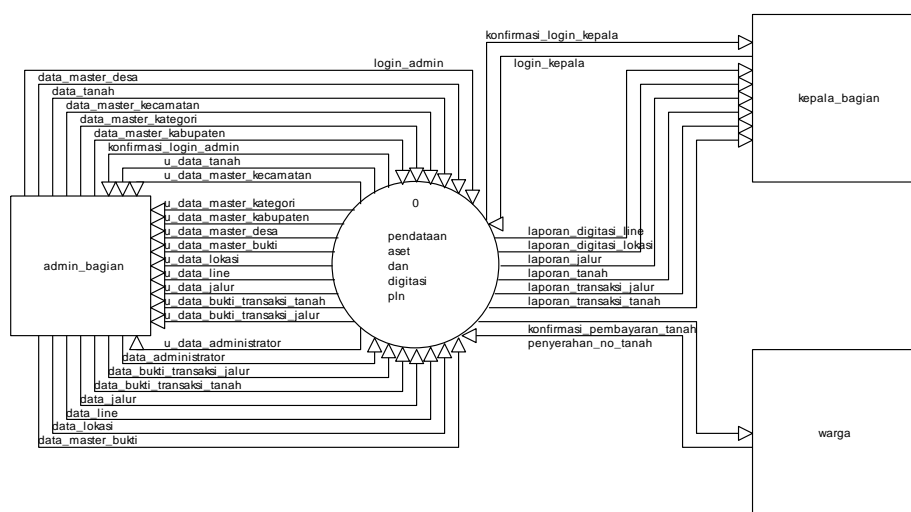 konfirmasi_login_kepala
login_admin
login_kepala
data_master_desa
data_tanah
data_master_kecamatan
data_master_kategori
data_master_kabupaten
konfirmasi_login_admin
u_data_tanah
u_data_master_kecamatan
kepala_bagian
0
pendataan
aset
dan
digitasi
pln
u_data_master_kategori
u_data_master_kabupaten
u_data_master_desa
u_data_master_bukti
u_data_lokasi
u_data_line
u_data_jalur
u_data_bukti_transaksi_tanah
u_data_bukti_transaksi_jalur
admin_bagian
laporan_digitasi_line
laporan_digitasi_lokasi
laporan_jalur
laporan_tanah
laporan_transaksi_jalur
laporan_transaksi_tanah
konfirmasi_pembayaran_tanah
penyerahan_no_tanah
u_data_administrator
data_administrator
data_bukti_transaksi_jalur
data_bukti_transaksi_tanah
data_jalur
data_line
data_lokasi
data_master_bukti
warga